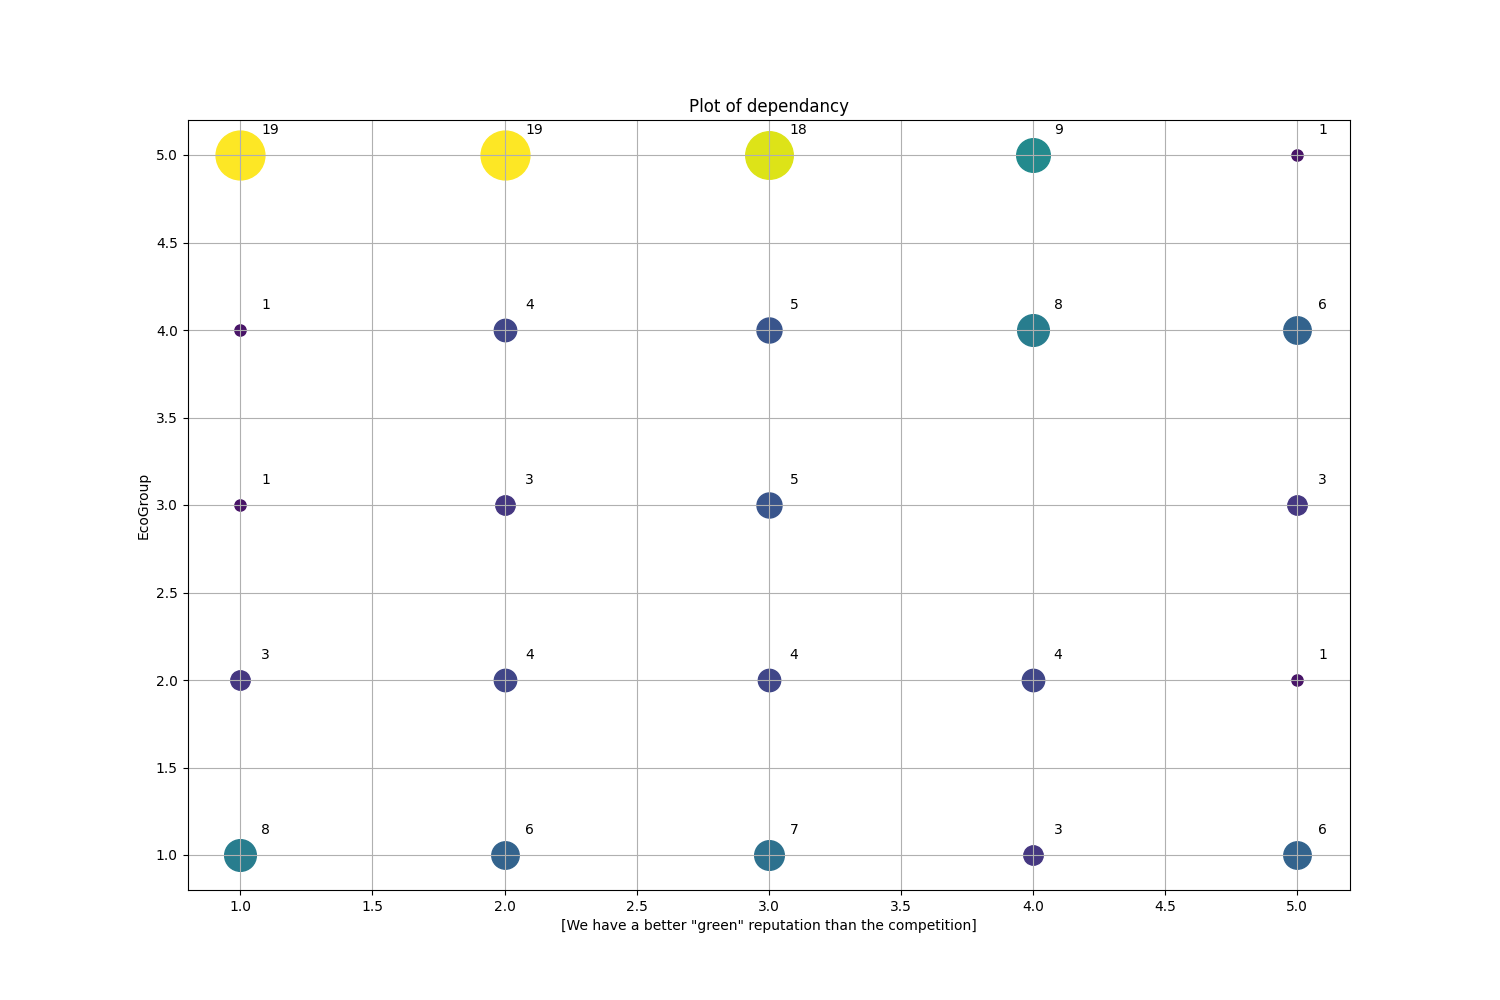 Plot of dependancy
19 19 18 9 1
5.0
4.5
1 4 5 8 6
4.0
3.5
1 3 5 3
3.0
EcoGroup
2.5
3 4 4 4 1
2.0
1.5
8 6 7 3 6
1.0
1.0 1.5 2.0 2.5 3.0 3.5 4.0 4.5 5.0
[We have a better "green" reputation than the competition]